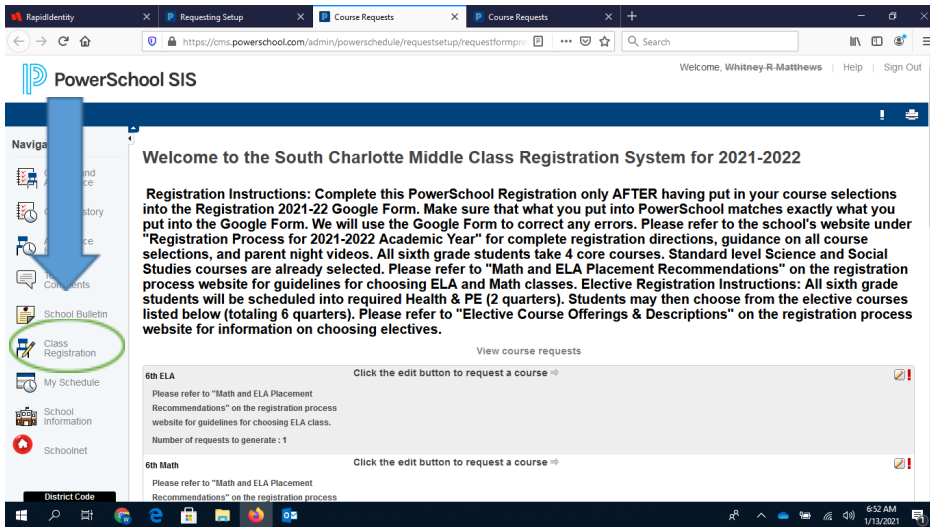 RapidIdentity
Requesting Setup
Course Requests
Course Requests
https://cms.powerschool.com/admin/powerschedule/requestsetup/requestformpre
Search
PowerSchool SIS
Welcome, Whitney R Matthews | Help | Sign Out
Naviga
School Bulletin
Class
Registration
My Schedule
School
Information
Schoolnet
District Code
Welcome to the South Charlotte Middle Class Registration System for 2021-2022
Registration Instructions: Complete this PowerSchool Registration only AFTER having put in your course selections
into the Registration 2021-22 Google Form. Make sure that what you put into PowerSchool matches exactly what you
put into the Google Form. We will use the Google Form to correct any errors. Please refer to the school's website under
"Registration Process for 2021-2022 Academic Year" for complete registration directions, guidance on all course
selections, and parent night videos. All sixth grade students take 4 core courses. Standard level Science and Social
Studies courses are already selected. Please refer to "Math and ELA Placement Recommendations" on the registration
process website for guidelines for choosing ELA and Math classes. Elective Registration Instructions: All sixth grade
students will be scheduled into required Health & PE (2 quarters). Students may then choose from the elective courses
listed below (totaling 6 quarters). Please refer to "Elective Course Offerings & Descriptions" on the registration process
website for information on choosing electives.
View course requests
6th ELA
Click the edit button to request a course
Please refer to "Math and ELA Placement
Recommendations" on the registration process
website for guidelines for choosing ELA class.
Number of requests to generate : 1
6th Math
Click the edit button to request a course
Please refer to "Math and ELA Placement
Recommendations" on the registration process
6:52 AM
1/13/2021